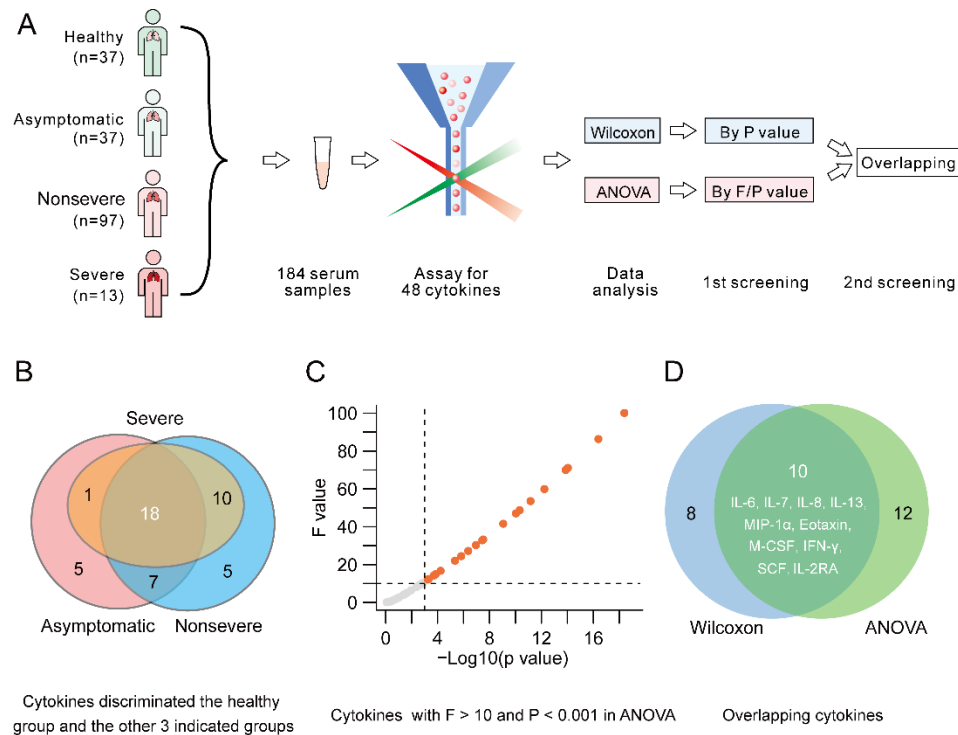 A
Healthy
(n=37)
Asymptomatic
(n=37)
Nonsevere
(n=97)
Severe
(n=13)
184 serum
samples
Assay for
48 cytokines
Wilcoxon
By P value
ANOVA
By F/P value
Overlapping
Data
analysis
1st screening
2nd screening
B
Severe
1
18
10
5
7
5
Asymptomatic
Nonsevere
Cytokines discriminated the healthy
group and the other 3 indicated groups
C
F value
100
80
60
40
20
0
0 4 8 12 16
−Log10(p value)
Cytokines with F > 10 and P < 0.001 in ANOVA
D
8
10
IL-6, IL-7, IL-8, IL-13,
MIP-1α, Eotaxin,
M-CSF, IFN-γ,
SCF, IL-2RA
12
Wilcoxon
ANOVA
Overlapping cytokines